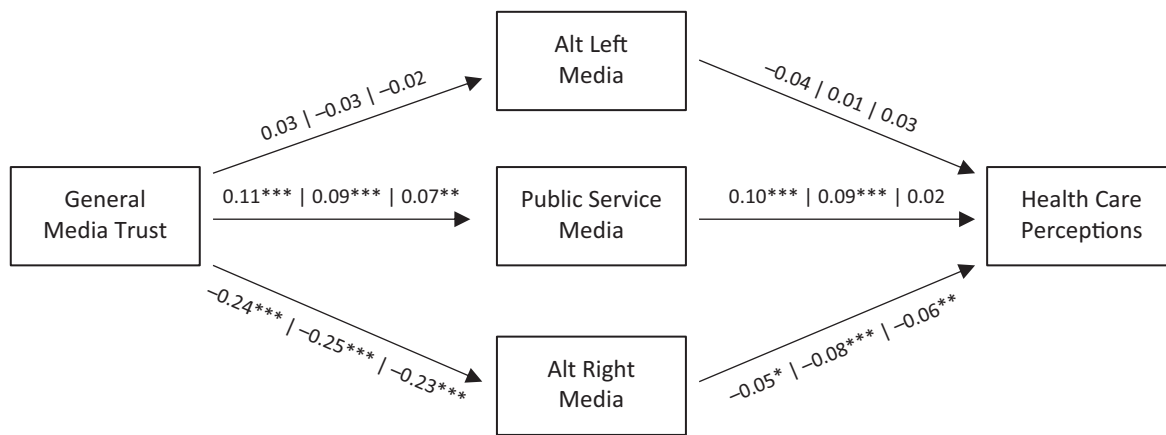 Alt Left
Media
0.03 | −0.03 | −0.02
−0.04 | 0.01 | 0.03
General
Media Trust
0.11*** | 0.09*** | 0.07**
Public Service
Media
0.10*** | 0.09*** | 0.02
Health Care
Perceptions
−0.24*** | −0.25*** | −0.23***
Alt Right
Media
−0.05* | −0.08*** | −0.06**